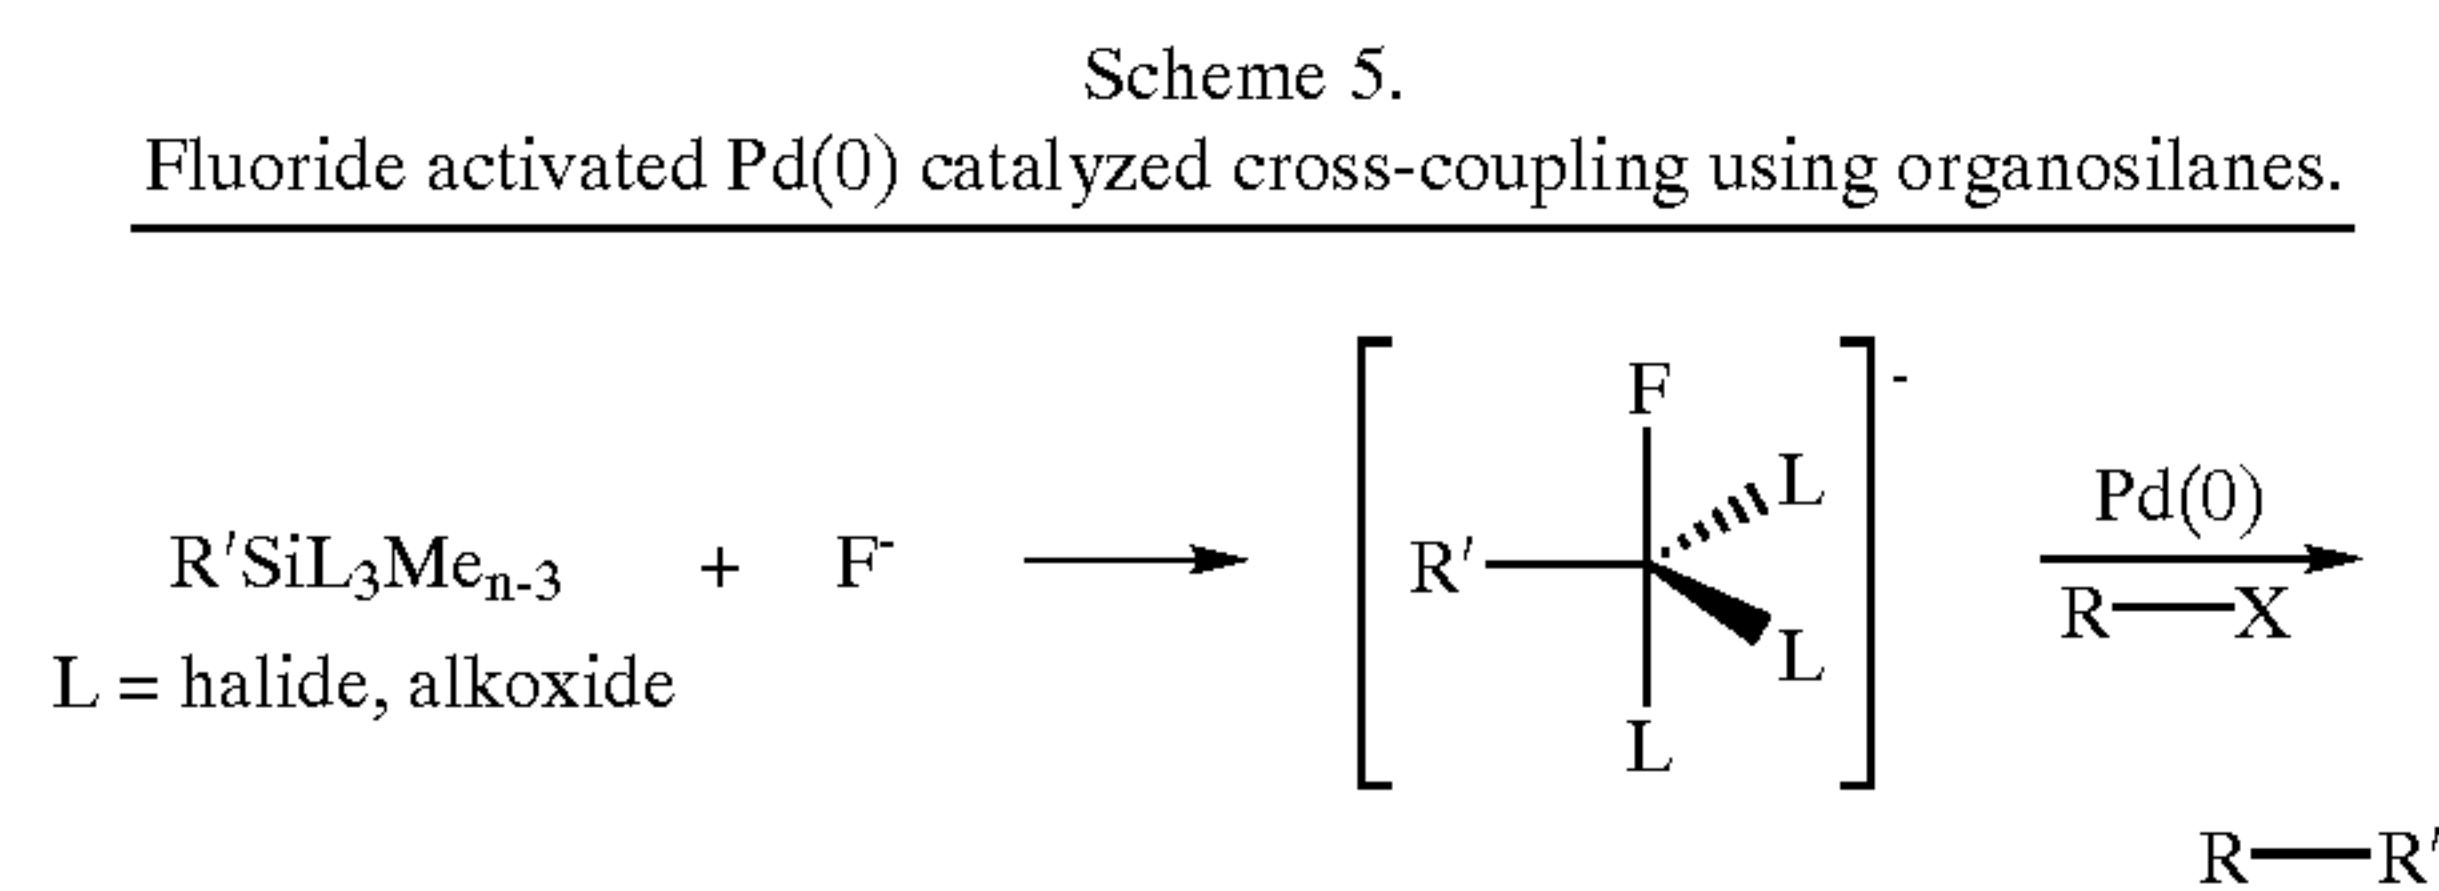 Scheme 5.
Fluoride activated Pd(0) catalyzed cross-coupling using organosilanes.
F
-
L
Pd(0)
R'SiL₃Meₙ₋₃ + F⁻
R'
R—X
L
L = halide, alkoxide
L
R—R'